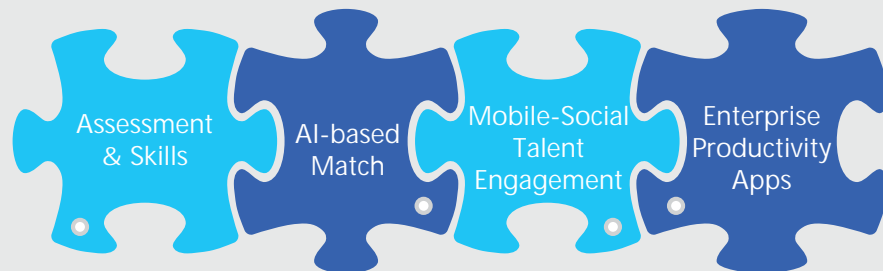 Assessment
& Skills
AI-based
Match
Mobile-Social
Talent
Engagement
Enterprise
Productivity
Apps